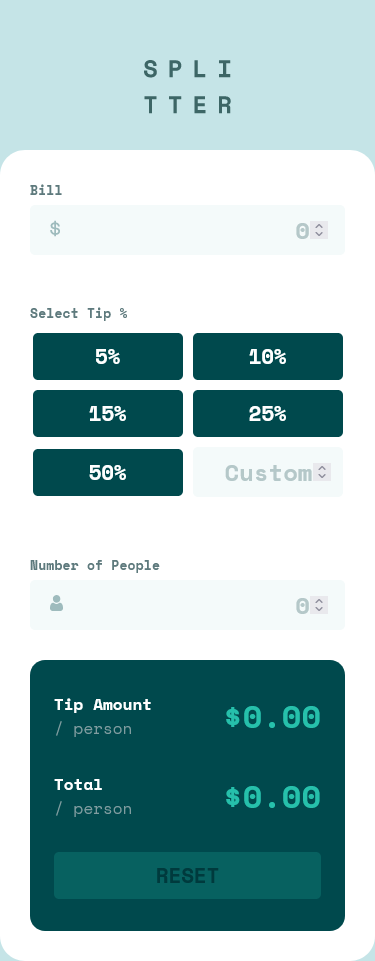 SPLI
TTER
Bill
$ 0
Select Tip %
5% 10%
15% 25%
50% Custom
Number of People
0
Tip Amount
/ person
$0.00
Total
/ person
$0.00
RESET